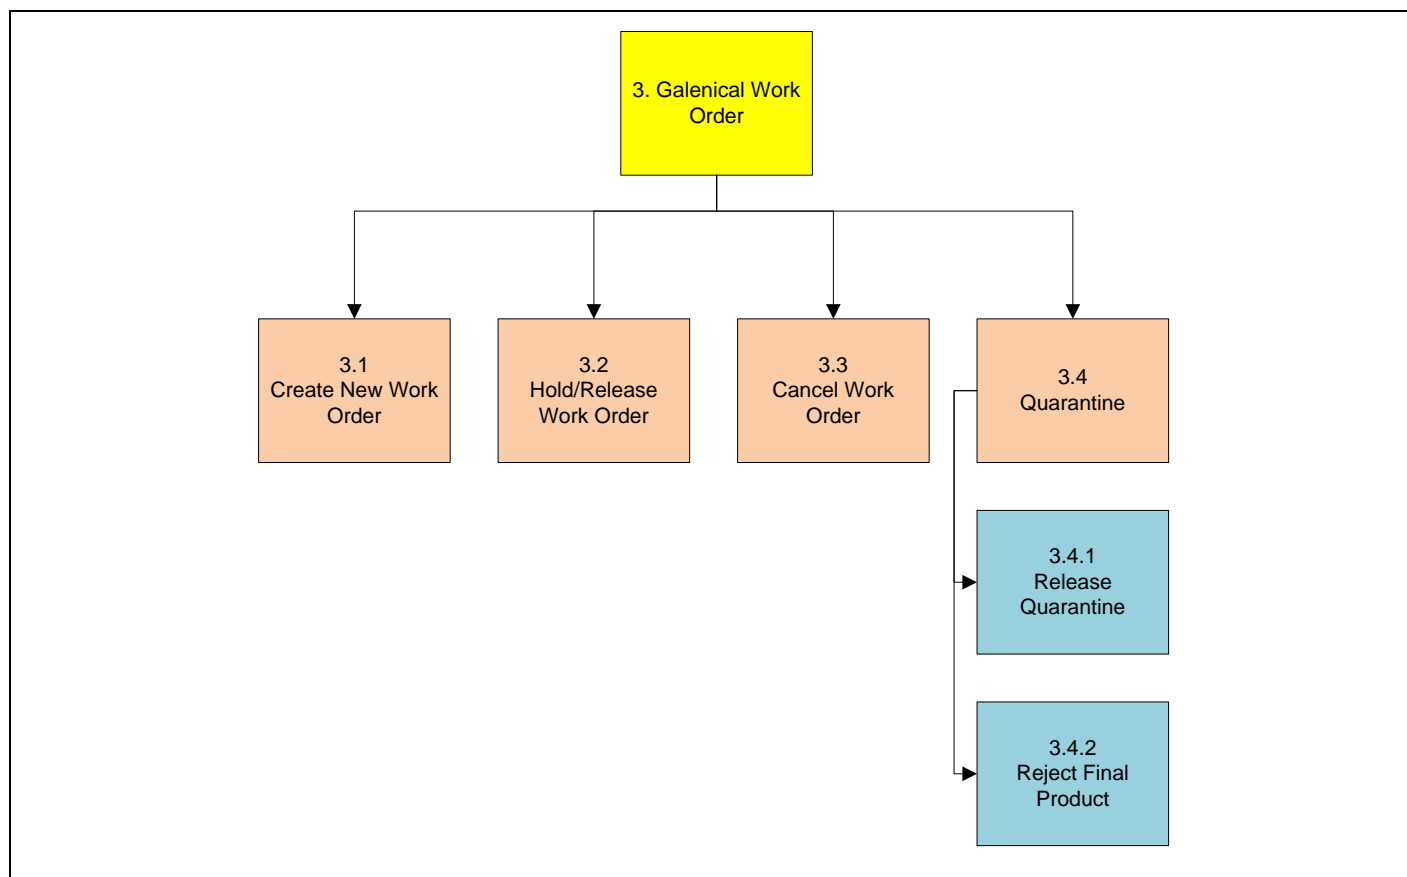 3. Galenical Work
Order
3.1
Create New Work
Order
3.2
Hold/Release
Work Order
3.3
Cancel Work
Order
3.4
Quarantine
3.4.1
Release
Quarantine
3.4.2
Reject Final
Product